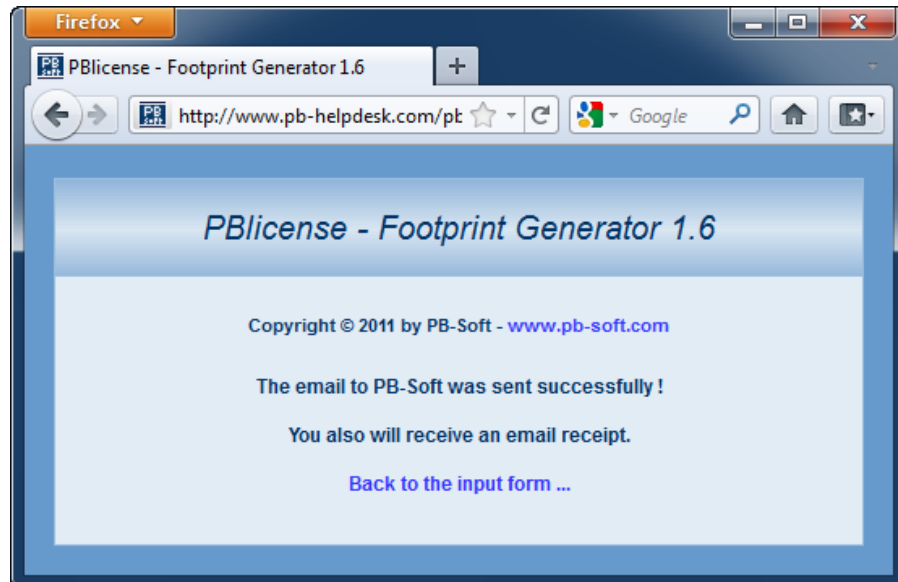 Firefox
PBlicense - Footprint Generator 1.6
http://www.pb-helpdesk.com/pb
Google
PBlicense - Footprint Generator 1.6
Copyright © 2011 by PB-Soft - www.pb-soft.com
The email to PB-Soft was sent successfully !
You also will receive an email receipt.
Back to the input form ...